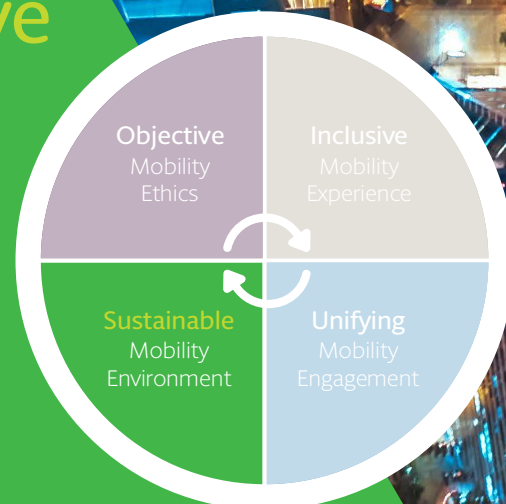 ve
Objective
Mobility
Ethics
Inclusive
Mobility
Experience
Sustainable
Mobility
Environment
Unifying
Mobility
Engagement